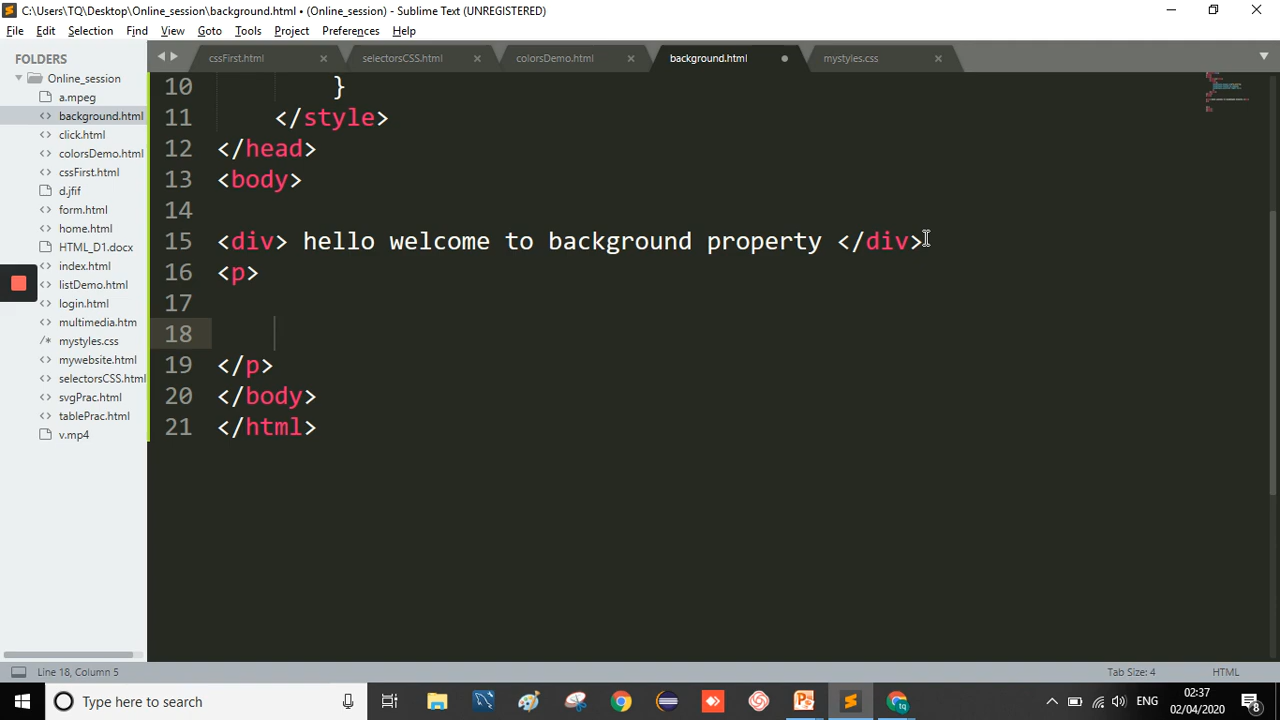 C:\Users\TQ\Desktop\Online_session\background.html • (Online_session) - Sublime Text (UNREGISTERED)
File Edit Selection Find View Goto Tools Project Preferences Help
FOLDERS
Online_session
a.mpeg
background.html
click.html
colorsDemo.html
cssFirst.html
d.jfif
form.html
home.html
HTML_D1.docx
index.html
listDemo.html
login.html
multimedia.htm
mystyles.css
mywebsite.html
selectorsCSS.html
svgPrac.html
tablePrac.html
v.mp4
cssFirst.html selectorsCSS.html colorsDemo.html background.html mystyles.css
10 }
11 </style>
12 </head>
13 <body>
14
15 <div> hello welcome to background property </div>
16 <p>
17
18
19 </p>
20 </body>
21 </html>
Line 18, Column 5 Tab Size: 4 HTML
Type here to search
ENG
02:37
02/04/2020
8